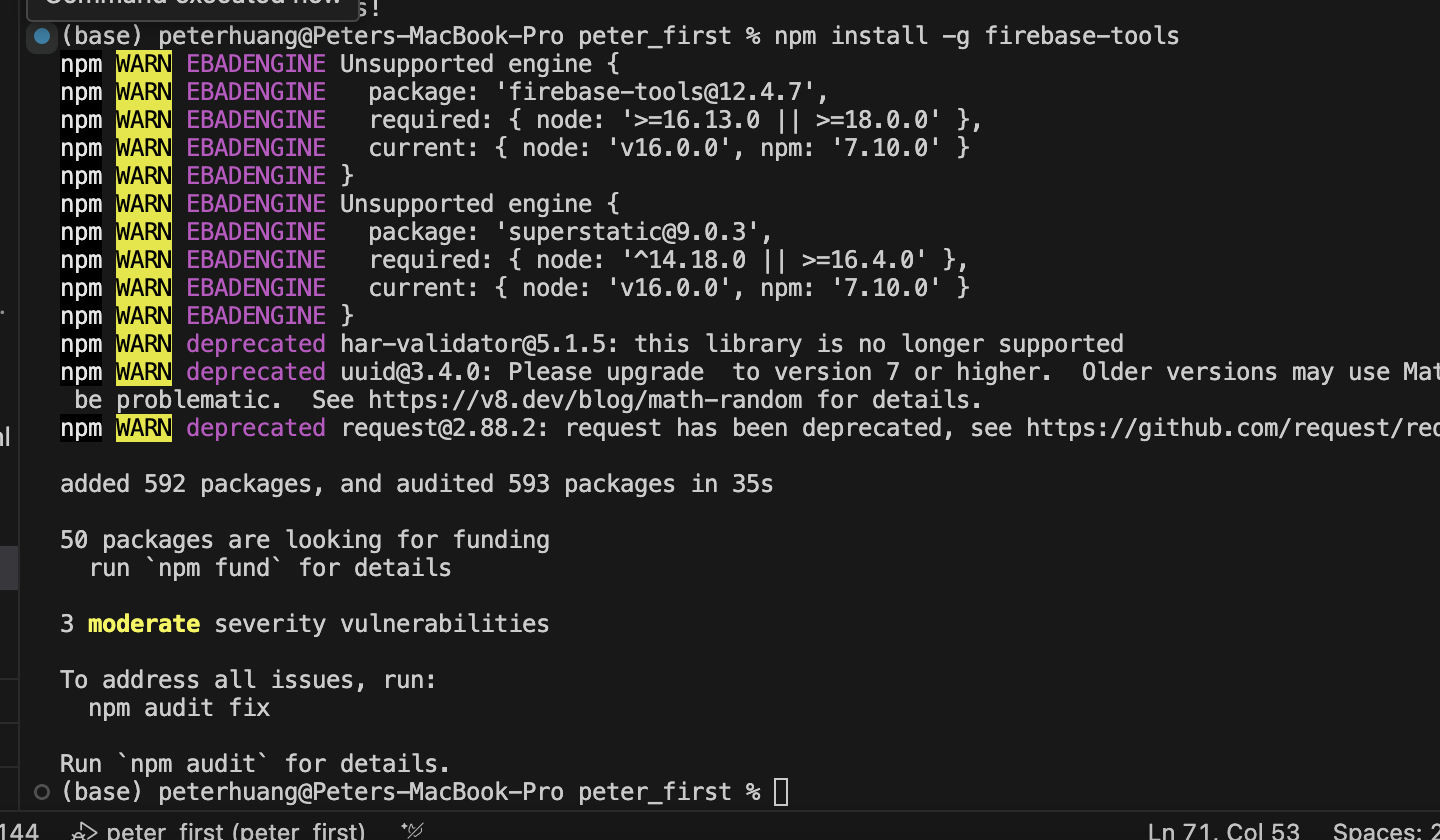 Command executed now
s!
(base) peterhuang@Peters-MacBook-Pro peter_first % npm install -g firebase-tools
npm WARN EBADENGINE Unsupported engine {
npm WARN EBADENGINE   package: 'firebase-tools@12.4.7',
npm WARN EBADENGINE   required: { node: '>=16.13.0 || >=18.0.0' },
npm WARN EBADENGINE   current: { node: 'v16.0.0', npm: '7.10.0' }
npm WARN EBADENGINE }
npm WARN EBADENGINE Unsupported engine {
npm WARN EBADENGINE   package: 'superstatic@9.0.3',
npm WARN EBADENGINE   required: { node: '^14.18.0 || >=16.4.0' },
npm WARN EBADENGINE   current: { node: 'v16.0.0', npm: '7.10.0' }
npm WARN EBADENGINE }
npm WARN deprecated har-validator@5.1.5: this library is no longer supported
npm WARN deprecated uuid@3.4.0: Please upgrade  to version 7 or higher.  Older versions may use Mat
 be problematic.  See https://v8.dev/blog/math-random for details.
npm WARN deprecated request@2.88.2: request has been deprecated, see https://github.com/request/req
added 592 packages, and audited 593 packages in 35s
50 packages are looking for funding
  run `npm fund` for details
3 moderate severity vulnerabilities
To address all issues, run:
  npm audit fix
Run `npm audit` for details.
(base) peterhuang@Peters-MacBook-Pro peter_first %
144 peter_first (peter_first) Ln 71, Col 53 Spaces: 2